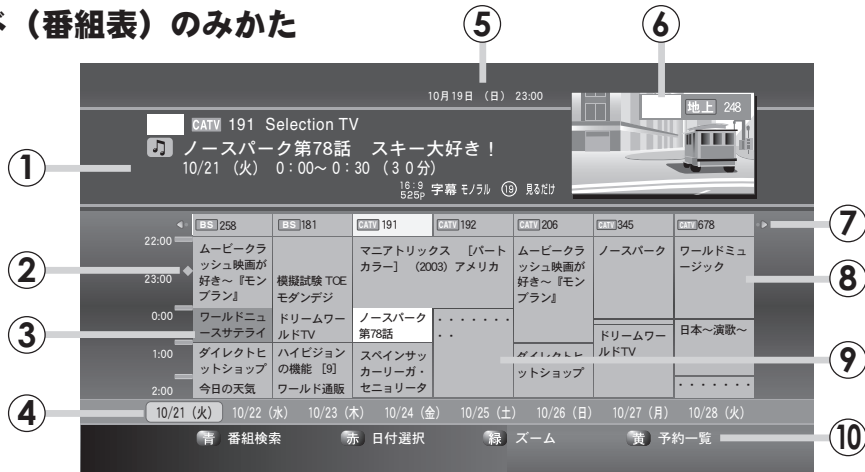 ド（番組表）のみかた
⑤
⑥
10月19日 （日） 23:00
地上 248
CATV 191 Selection TV
ノースパーク第78話 スキー大好き！
10/21 （火） 0：00～0：30 （30分）
16:9
525P 字幕 モノラル ⑲ 見るだけ
①
BS 258
BS 181
CATV 191
CATV 192
CATV 206
CATV 345
CATV 678
⑦
22:00
23:00
0:00
1:00
2:00
②
ムービークラ
ッシュ映画が
好き～『モン
プラン』
ワールドニュ
ースサテライ
ダイレクトヒ
ットショップ
今日の天気
模擬試験 TOE
モダンデジ
ドリームワー
ルドTV
ハイビジョン
の機能 [9]
ワールド通販
マニアトリックス [パート
カラー] （2003）アメリカ
ノースパーク
第78話
スペインサッ
カーリーガ・
セニョリータ
・・・・・・・
・・
ムービークラ
ッシュ映画が
好き～『モン
プラン』
ダイレクトヒ
ットショップ
ノースパーク
ドリームワー
ルドTV
ワールドミュ
ージック
日本～演歌～
・・・・・・・
⑧
③
⑨
④
10/21 （火） 10/22 （水） 10/23 （木） 10/24 （金） 10/25 （土） 10/26 （日） 10/27 （月） 10/28 （火）
青 番組検索 赤 日付選択 緑 ズーム 黄 予約一覧
⑩